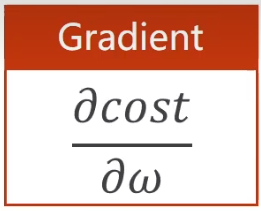 Gradient
∂cost
∂ω